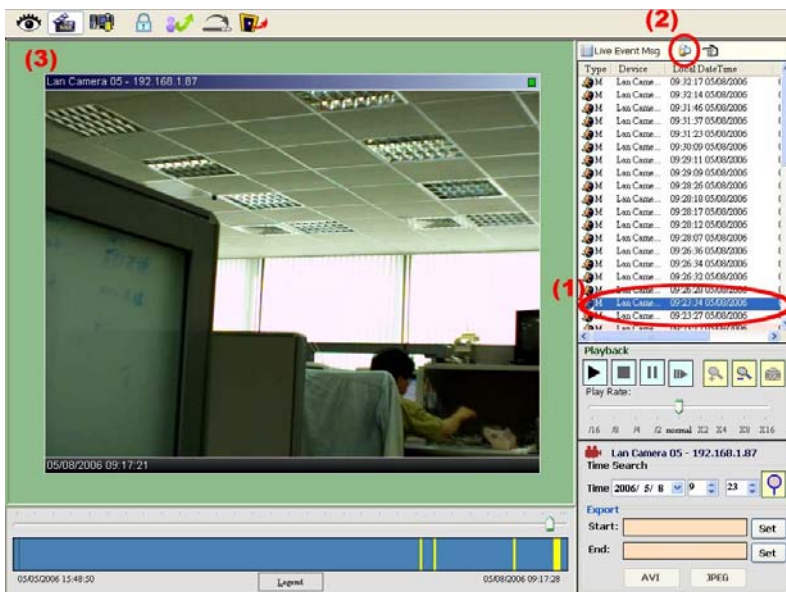 (2)
(3)
Live Event Msg
Type Device Local DateTime
Lan Camera 05 - 192.168.1.87
M Lan Came... 09:32:17 05/08/2006
M Lan Came... 09:32:14 05/08/2006
M Lan Came... 09:31:46 05/08/2006
M Lan Came... 09:31:37 05/08/2006
M Lan Came... 09:31:23 05/08/2006
M Lan Came... 09:30:09 05/08/2006
M Lan Came... 09:29:11 05/08/2006
M Lan Came... 09:29:09 05/08/2006
M Lan Came... 09:28:26 05/08/2006
M Lan Came... 09:28:18 05/08/2006
M Lan Came... 09:28:17 05/08/2006
M Lan Came... 09:28:12 05/08/2006
M Lan Came... 09:28:07 05/08/2006
M Lan Came... 09:26:36 05/08/2006
M Lan Came... 09:26:34 05/08/2006
M Lan Came... 09:26:32 05/08/2006
M Lan Came... 09:26:28 05/08/2006
(1)
M Lan Came... 09:23:34 05/08/2006
M Lan Came... 09:23:27 05/08/2006
Playback
Play Rate:
/16 /8 /4 /2 normal X2 X4 X8 X16
05/08/2006 09:17:21
Lan Camera 05 - 192.168.1.87
Time Search
Time 2006/ 5/ 8 9 23
Export
Start: Set
End: Set
AVI JPEG
05/05/2006 15:48:50 Legend 05/08/2006 09:17:28